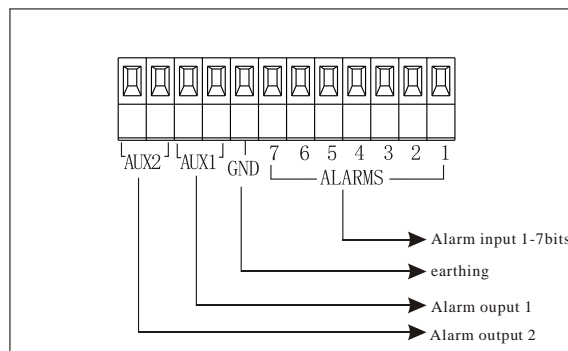 7 6 5 4 3 2 1
AUX2 AUX1 GND
ALARMS
Alarm input 1-7bits
earthing
Alarm ouput 1
Alarm output 2